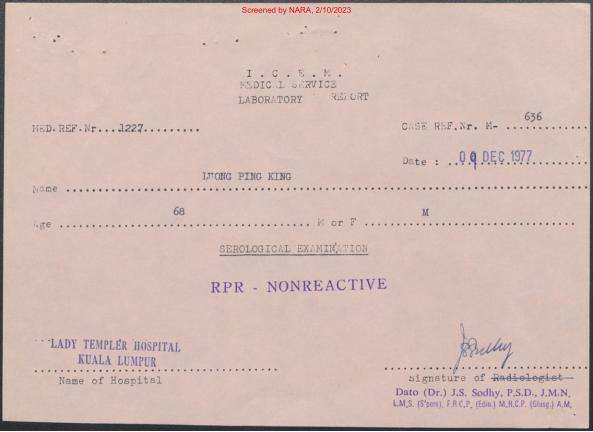 Screened by NARA, 2/10/2023
I . C . E . M .
MEDICAL SERVICE
LABORATORY REPORT
MED.REF.Nr...1227.........
CASE REF.Nr. M- 636
Date : 09 DEC 1977
Name LUONG PING KING
Age 68 M or F M
SEROLOGICAL EXAMINATION
RPR - NONREACTIVE
LADY TEMPLER HOSPITAL
KUALA LUMPUR
Name of Hospital
Signature of Radiologist
Dato (Dr.) J.S. Sodhy, P.S.D., J.M.N.
L.M.S. (S'pore), F.R.C.P. (Edin.) M.R.C.P. (Glasg.) A.M.